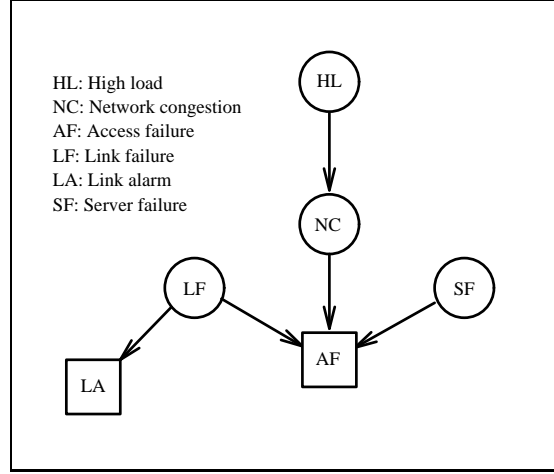 HL: High load
NC: Network congestion
AF: Access failure
LF: Link failure
LA: Link alarm
SF: Server failure
HL
NC
LF
SF
AF
LA